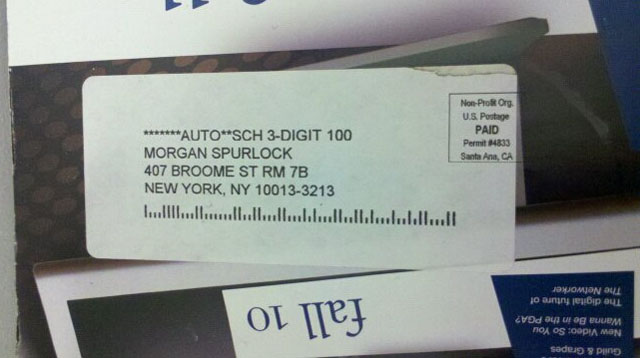 *******AUTO**SCH 3-DIGIT 100
MORGAN SPURLOCK
407 BROOME ST RM 7B
NEW YORK, NY 10013-3213
Non-Profit Org.
U.S. Postage
PAID
Permit #4833
Santa Ana, CA
fall 10
Guild & Grapes
New Video: So You
Wanna Be in the PGA?
The digital future of
The Networker